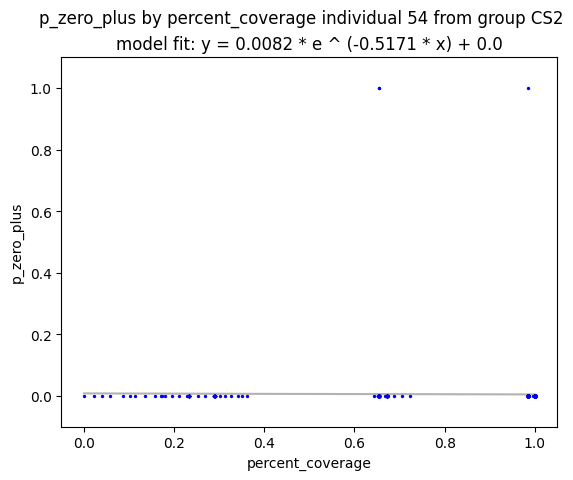 p_zero_plus by percent_coverage individual 54 from group CS2
model fit: y = 0.0082 * e ^ (-0.5171 * x) + 0.0
1.0
0.8
0.6
0.4
0.2
0.0
p_zero_plus
0.0 0.2 0.4 0.6 0.8 1.0
percent_coverage